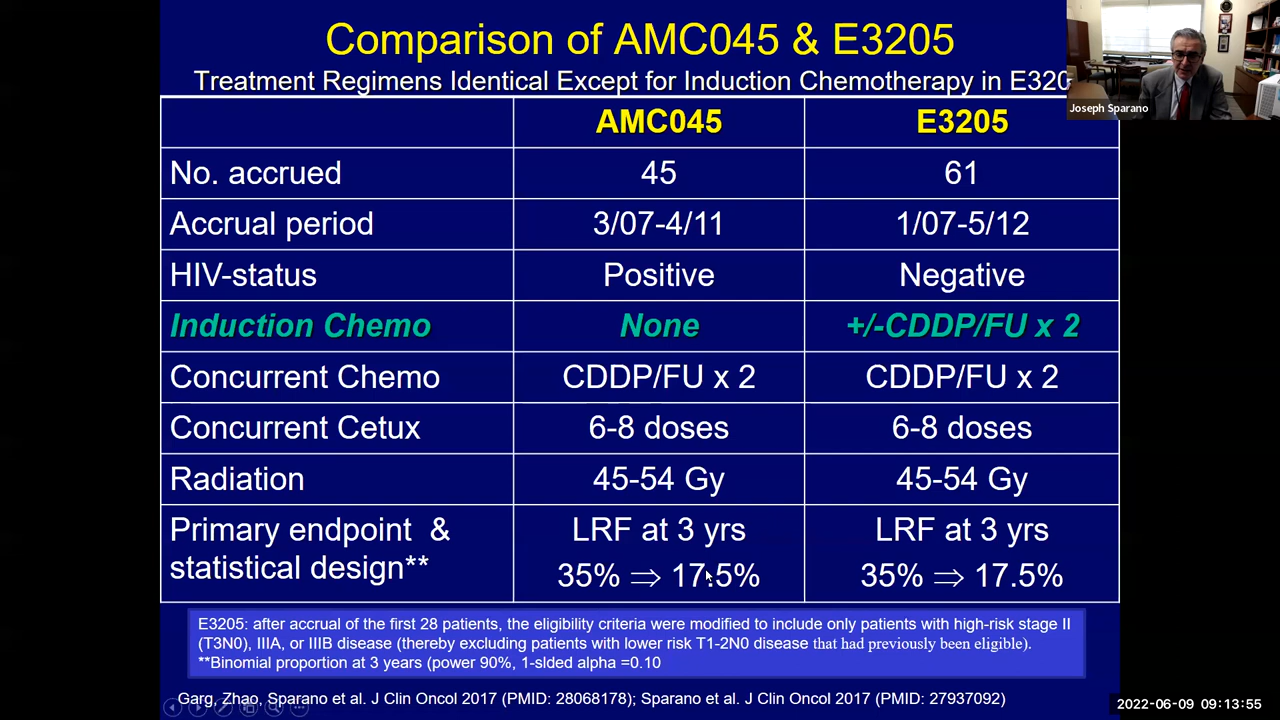 Comparison of AMC045 & E3205
Treatment Regimens Identical Except for Induction Chemotherapy in E320
Joseph Sparano
AMC045 E3205
No. accrued 45 61
Accrual period 3/07-4/11 1/07-5/12
HIV-status Positive Negative
Induction Chemo None +/-CDDP/FU x 2
Concurrent Chemo CDDP/FU x 2 CDDP/FU x 2
Concurrent Cetux 6-8 doses 6-8 doses
Radiation 45-54 Gy 45-54 Gy
Primary endpoint & LRF at 3 yrs LRF at 3 yrs
statistical design** 35% ⇒ 17.5% 35% ⇒ 17.5%
E3205: after accrual of the first 28 patients, the eligibility criteria were modified to include only patients with high-risk stage II
(T3N0), IIIA, or IIIB disease (thereby excluding patients with lower risk T1-2N0 disease that had previously been eligible).
**Binomial proportion at 3 years (power 90%, 1-slded alpha =0.10
Garg, Zhao, Sparano et al. J Clin Oncol 2017 (PMID: 28068178); Sparano et al. J Clin Oncol 2017 (PMID: 27937092)
2022-06-09 09:13:55